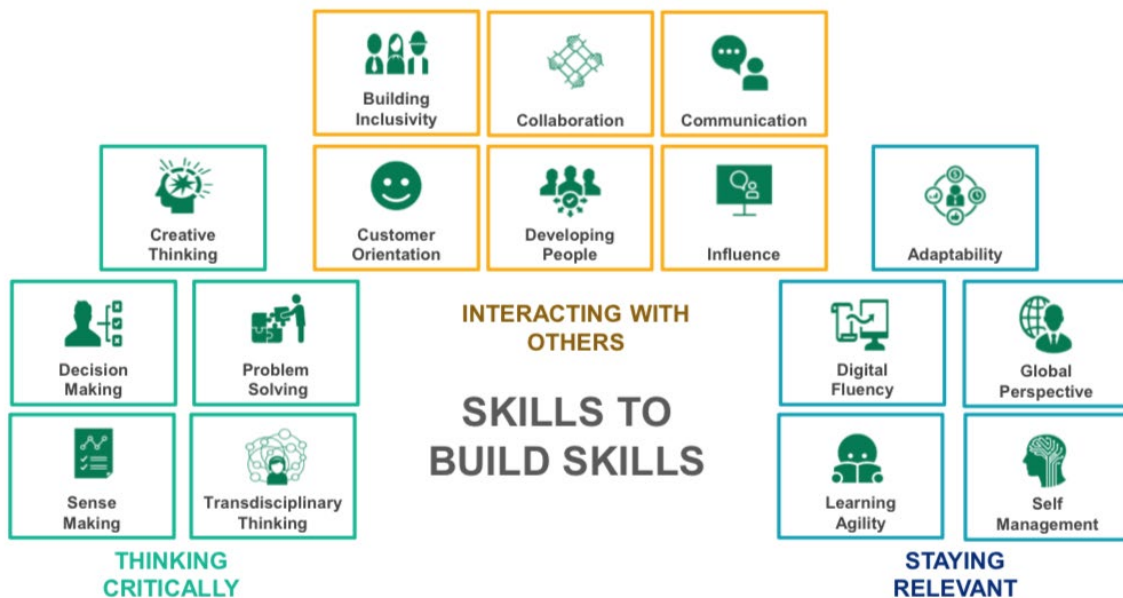 Building
Inclusivity
Collaboration
Communication
Creative
Thinking
Customer
Orientation
Developing
People
Influence
Adaptability
INTERACTING WITH
OTHERS
Decision
Making
Problem
Solving
Digital
Fluency
Global
Perspective
SKILLS TO
BUILD SKILLS
Sense
Making
Transdisciplinary
Thinking
Learning
Agility
Self
Management
THINKING
CRITICALLY
STAYING
RELEVANT